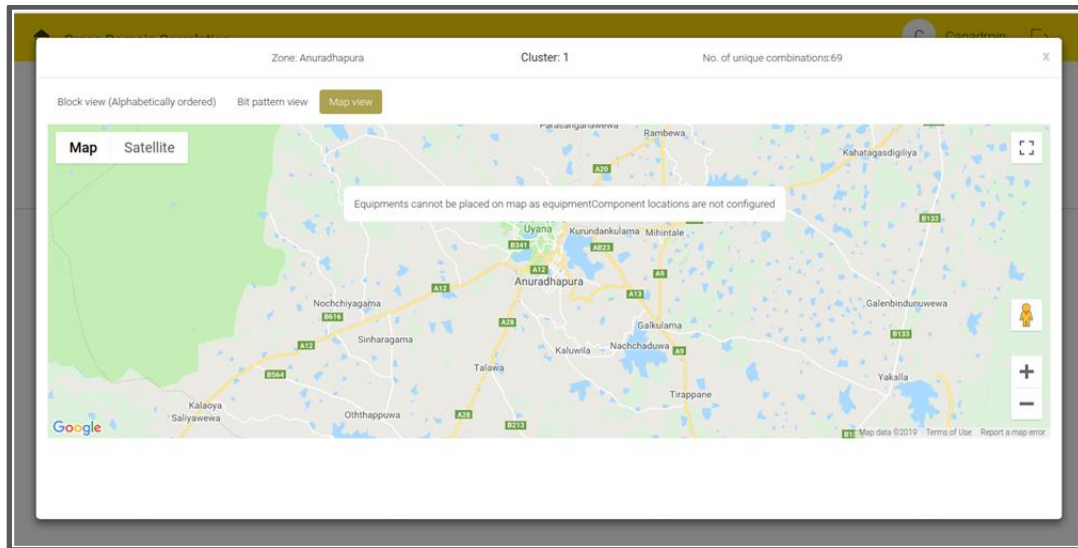 Cross Domain Correlation
C
Canadmin
Zone: Anuradhapura
Cluster: 1
No. of unique combinations:69
X
Block view (Alphabetically ordered)
Bit pattern view
Map view
Map
Satellite
Parasangahawewa
Rambewa
Kahatagasdigiliya
A20
Equipments cannot be placed on map as equipmentComponent locations are not configured
B133
Uyana
Kurundankulama
Mihintale
B341
AB23
A12
A9
Anuradhapura
A12
A13
Nochchiyagama
Galenbindunuwewa
B616
A28
Galkulama
B133
Sinharagama
A12
Kaluwila
Nachchaduwa
A9
Talawa
B564
Yakalla
Tirappane
Kalaoya
Saliyawewa
Oththappuwa
A28
B213
Google
Map data ©2019
Terms of Use
Report a map error